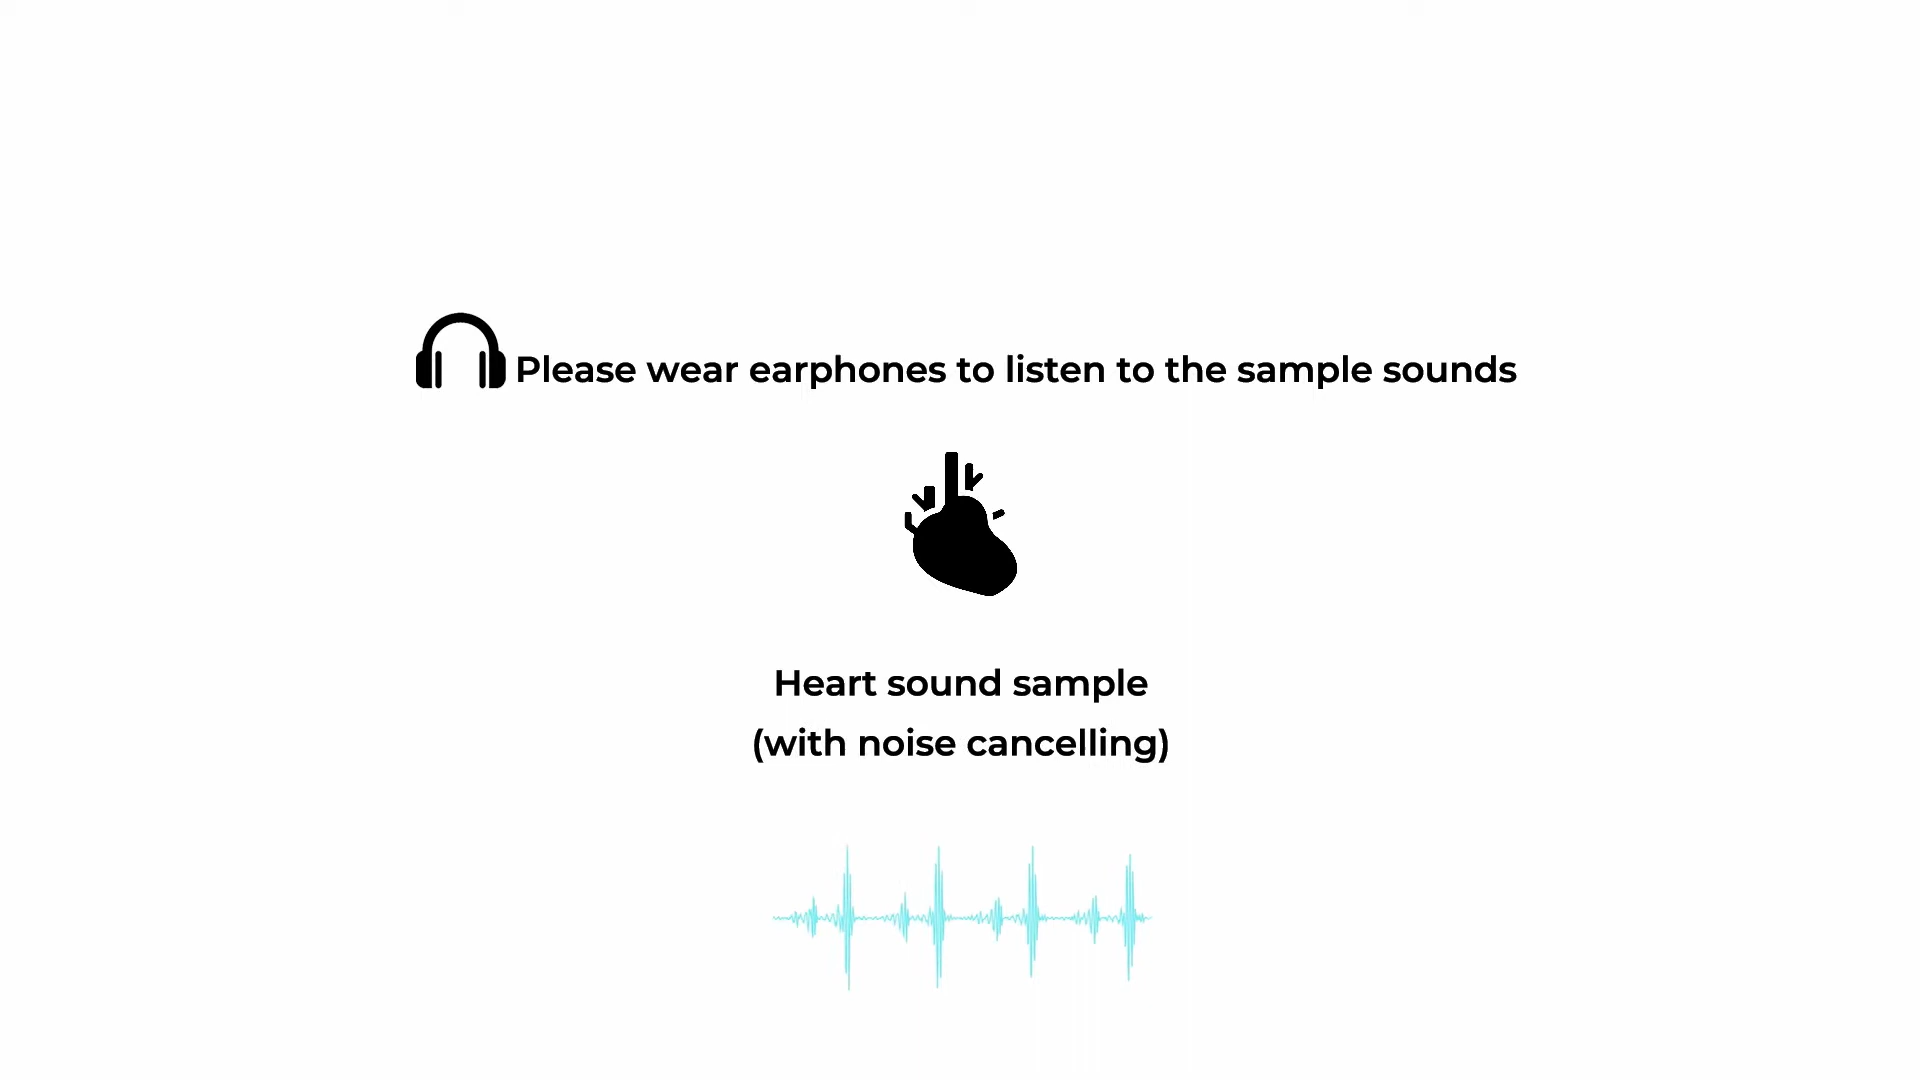 Please wear earphones to listen to the sample sounds
Heart sound sample
(with noise cancelling)